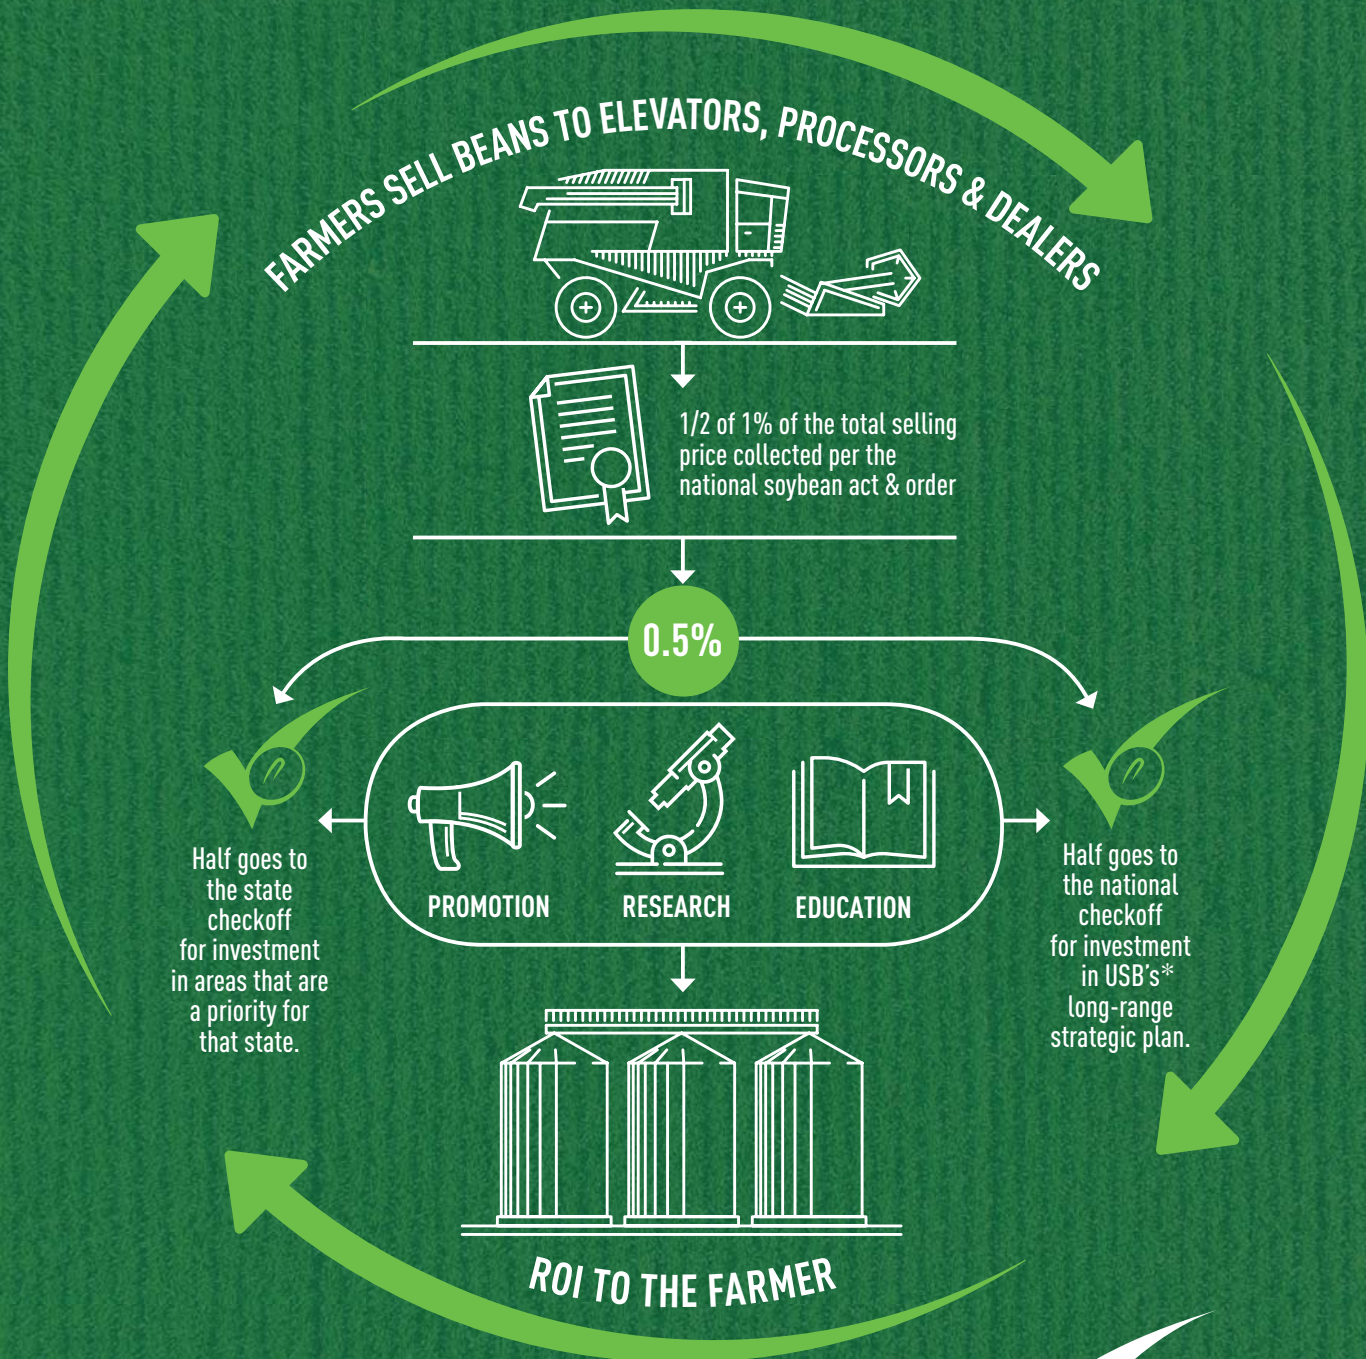 FARMERS SELL BEANS TO ELEVATORS, PROCESSORS & DEALERS
1/2 of 1% of the total selling
price collected per the
national soybean act & order
0.5%
PROMOTION
RESEARCH
EDUCATION
Half goes to
the state
checkoff
for investment
in areas that are
a priority for
that state.
Half goes to
the national
checkoff
for investment
in USB's*
long-range
strategic plan.
ROI TO THE FARMER